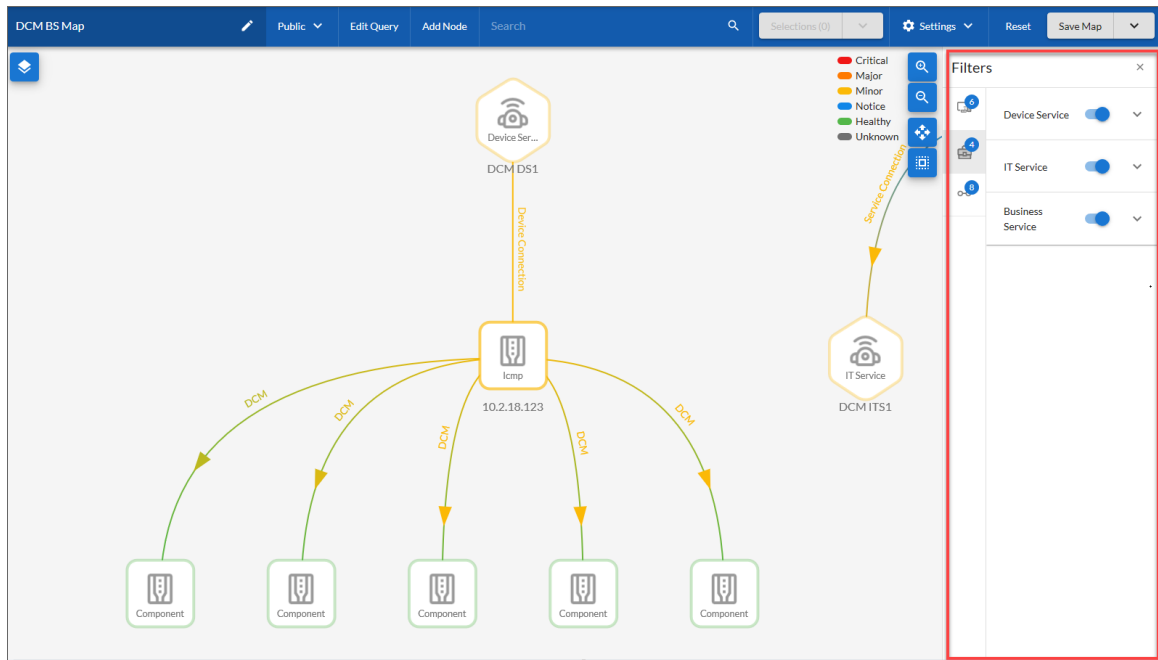 DCM BS Map
Public
Edit Query
Add Node
Search
Selections (0)
Settings
Reset
Save Map
Critical
Major
Minor
Notice
Healthy
Unknown
Filters
6
4
8
Device Service
IT Service
Business
Service
Device Ser...
DCM DS1
Device Connection
Service Connection
Icmp
10.2.18.123
IT Service
DCM ITS1
DCM
DCM
DCM
DCM
DCM
Component
Component
Component
Component
Component